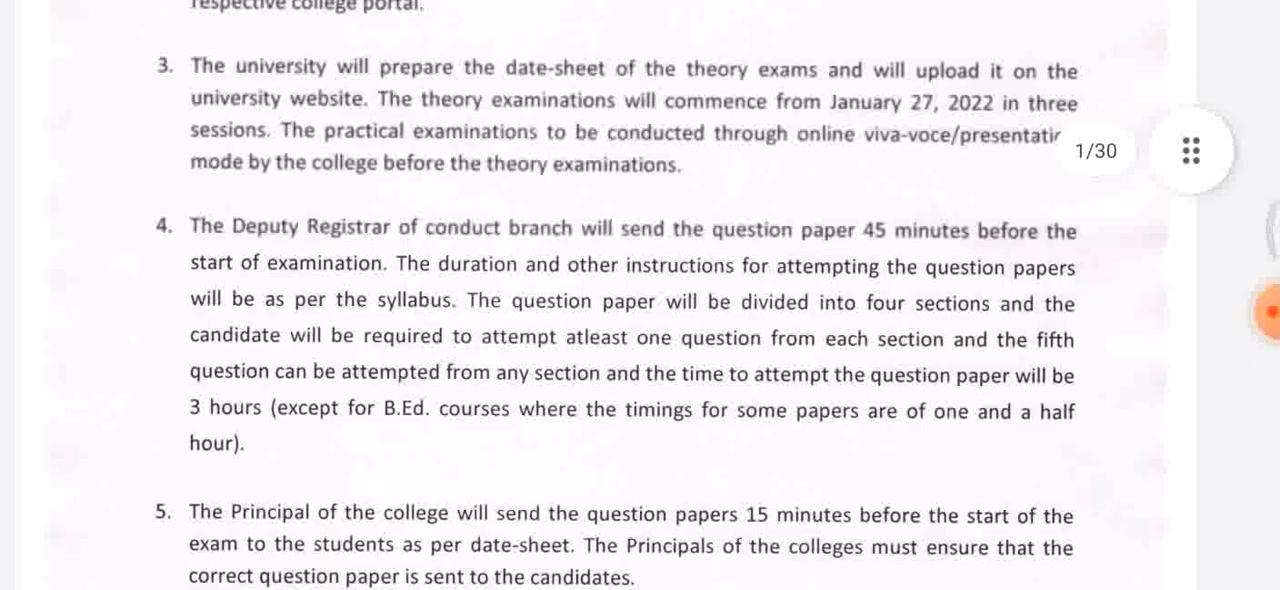 respective college portal.
3. The university will prepare the date-sheet of the theory exams and will upload it on the
university website. The theory examinations will commence from January 27, 2022 in three
sessions. The practical examinations to be conducted through online viva-voce/presentati
mode by the college before the theory examinations.
1/30
4. The Deputy Registrar of conduct branch will send the question paper 45 minutes before the
start of examination. The duration and other instructions for attempting the question papers
will be as per the syllabus. The question paper will be divided into four sections and the
candidate will be required to attempt atleast one question from each section and the fifth
question can be attempted from any section and the time to attempt the question paper will be
3 hours (except for B.Ed. courses where the timings for some papers are of one and a half
hour).
5. The Principal of the college will send the question papers 15 minutes before the start of the
exam to the students as per date-sheet. The Principals of the colleges must ensure that the
correct question paper is sent to the candidates.